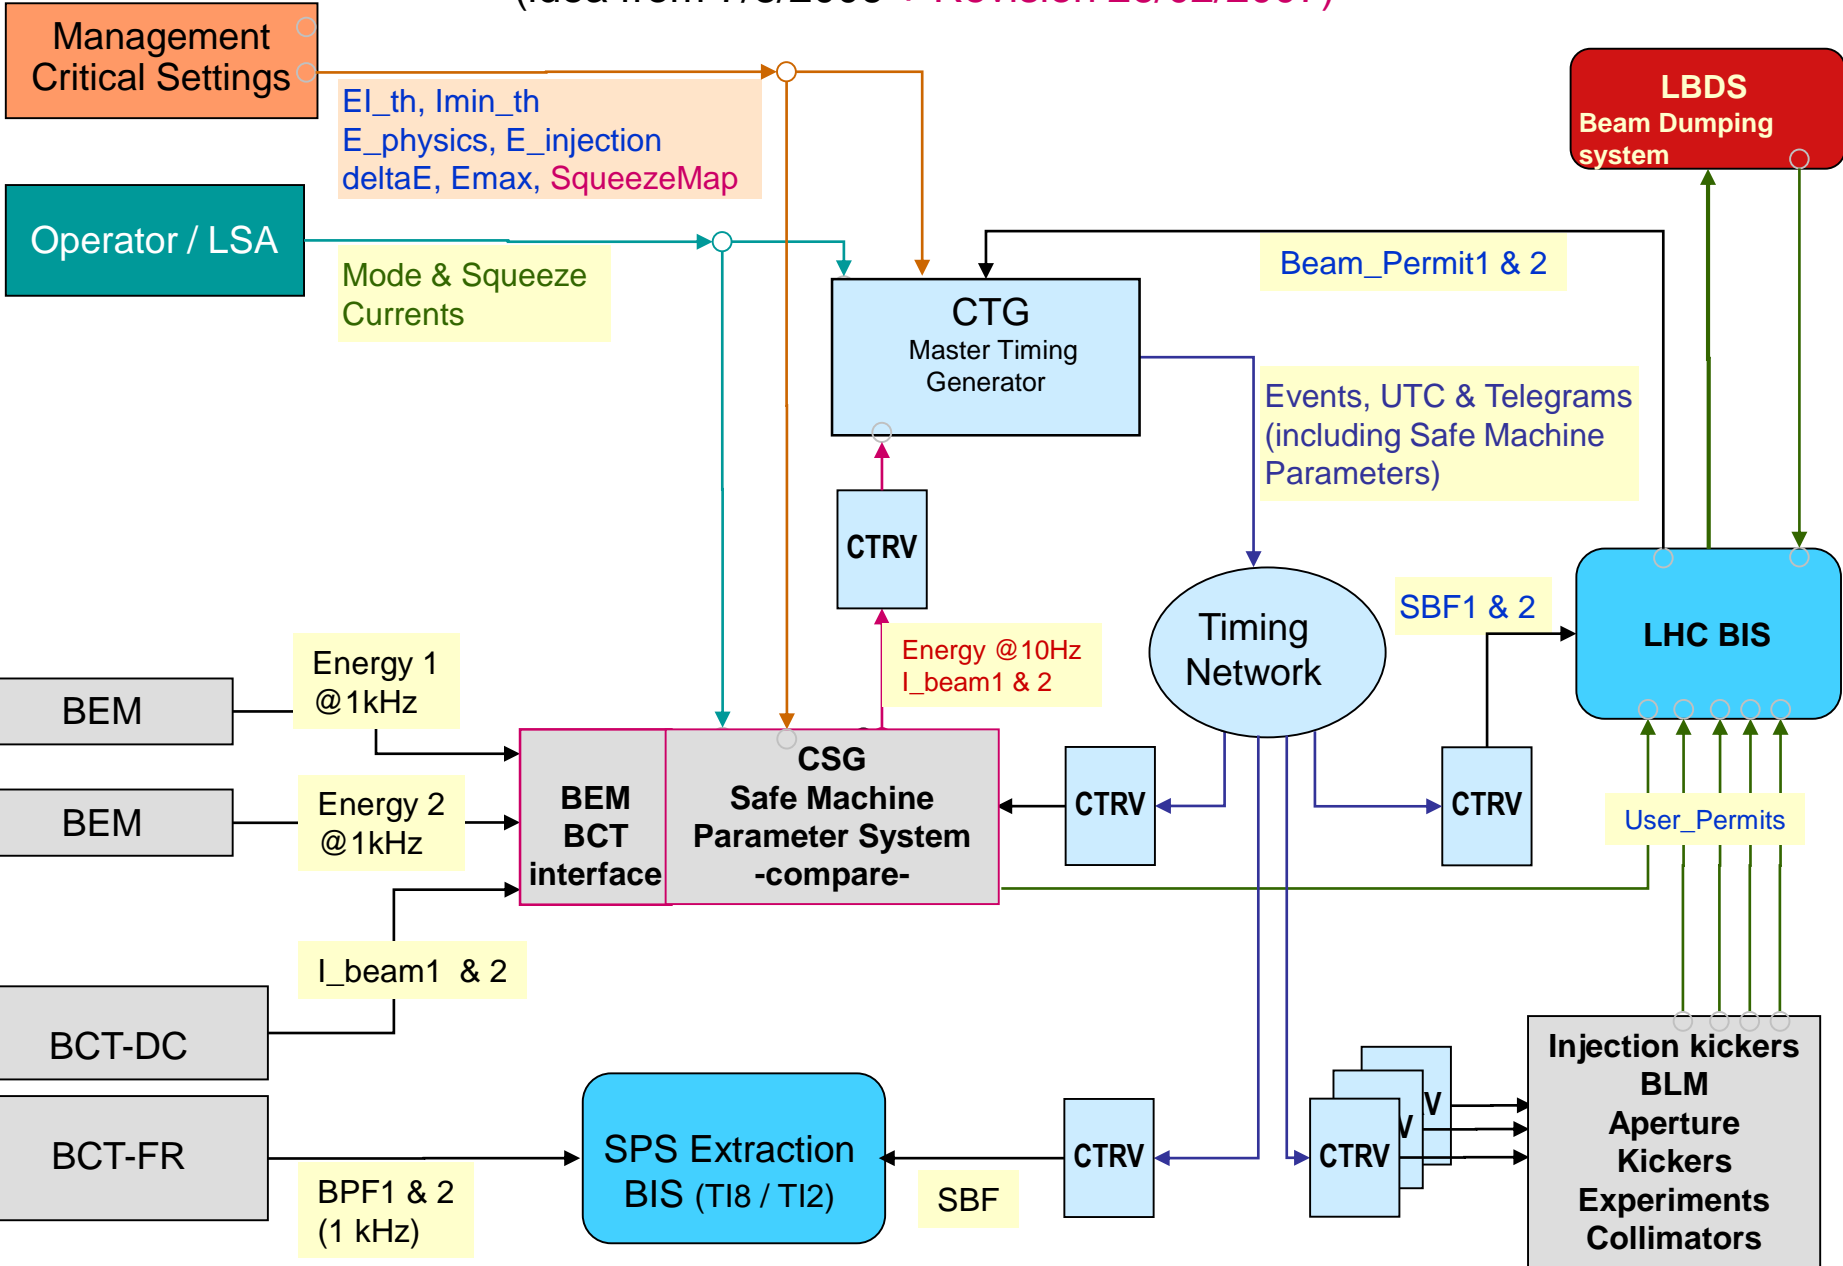 Management
Critical Settings
EI_th, Imin_th
E_physics, E_injection
deltaE, Emax, SqueezeMap
LBDS
Beam Dumping
system
Operator / LSA
Mode & Squeeze
Currents
Beam_Permit1 & 2
CTG
Master Timing
Generator
Events, UTC & Telegrams
(including Safe Machine
Parameters)
CTRV
Timing
Network
SBF1 & 2
LHC BIS
Energy @10Hz
I_beam1 & 2
Energy 1
@1kHz
BEM
BEM
Energy 2
@1kHz
BEM
BCT
interface
CSG
Safe Machine
Parameter System
-compare-
CTRV
CTRV
User_Permits
I_beam1 & 2
BCT-DC
BCT-FR
BPF1 & 2
(1 kHz)
SPS Extraction
BIS (TI8 / TI2)
SBF
CTRV
CTRV
V
V
Injection kickers
BLM
Aperture
Kickers
Experiments
Collimators